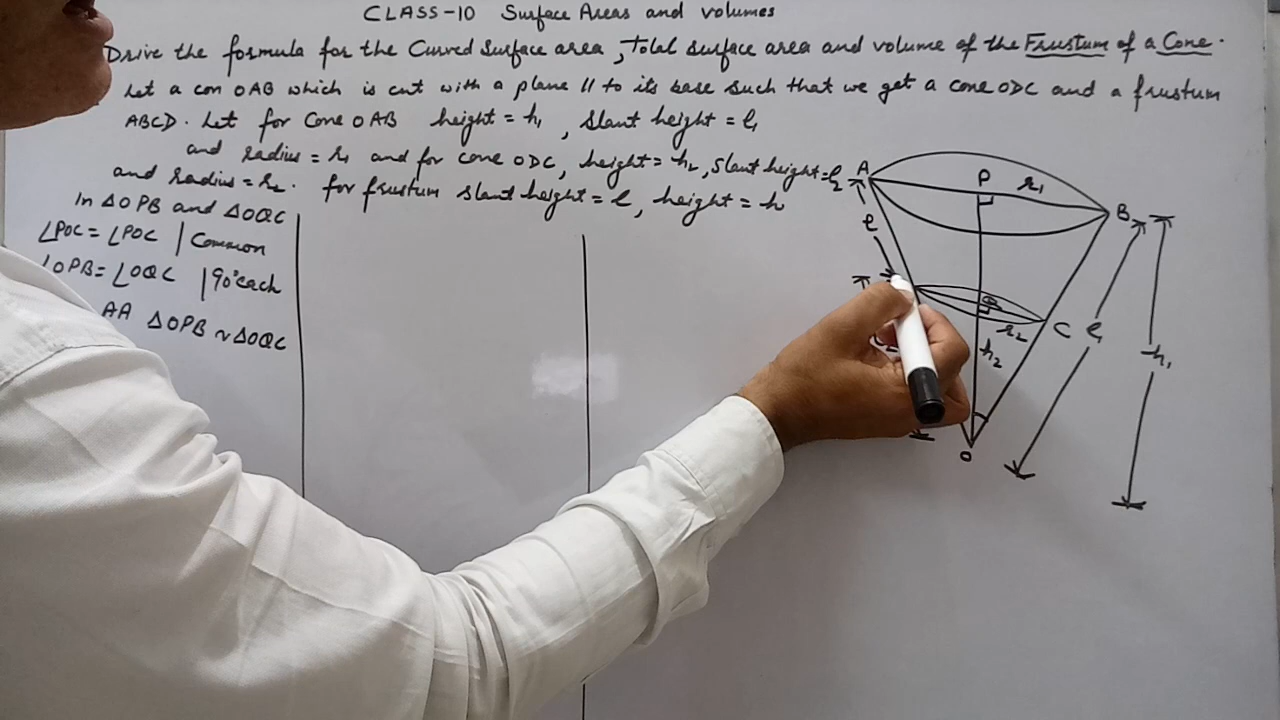 CLASS-10 Surface Areas and volumes
Drive the formula for the Curved Surface area, Total surface area and volume of the Frustum of a Cone.
Let a con OAB which is cut with a plane || to its base such that we get a cone ODC and a frustum
ABCD. Let for Cone OAB height = h₁, slant height = l₁
and radius = r₁ and for cone ODC, height = h₂, slant height = l₂
and radius = r₂. for frustum slant height = l, height = h
In ΔOPB and ΔOQC
∠POC = ∠POC | Common
∠OPB = ∠OQC | 90° each
AA ΔOPB ~ ΔOQC
A
P
r₁
B
l
Q
r₂
C
l₁
h₁
h₂
O